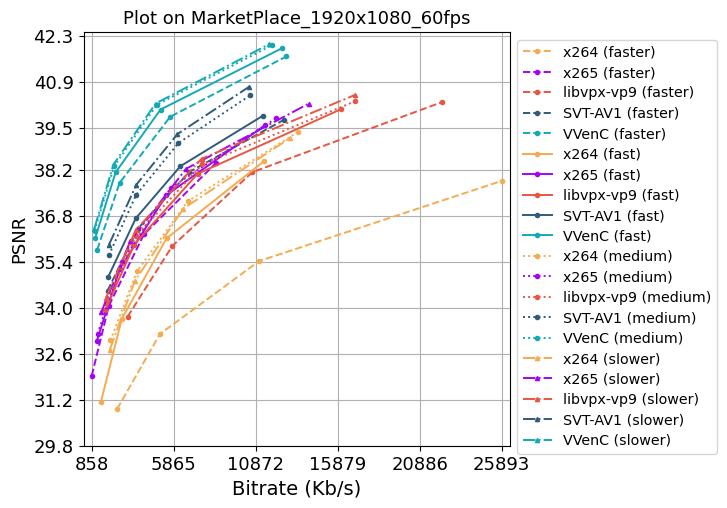 Plot on MarketPlace_1920x1080_60fps
42.3
40.9
39.5
38.2
36.8
35.4
34.0
32.6
31.2
29.8
PSNR
858
5865
10872
15879
20886
25893
Bitrate (Kb/s)
x264 (faster)
x265 (faster)
libvpx-vp9 (faster)
SVT-AV1 (faster)
VVenC (faster)
x264 (fast)
x265 (fast)
libvpx-vp9 (fast)
SVT-AV1 (fast)
VVenC (fast)
x264 (medium)
x265 (medium)
libvpx-vp9 (medium)
SVT-AV1 (medium)
VVenC (medium)
x264 (slower)
x265 (slower)
libvpx-vp9 (slower)
SVT-AV1 (slower)
VVenC (slower)